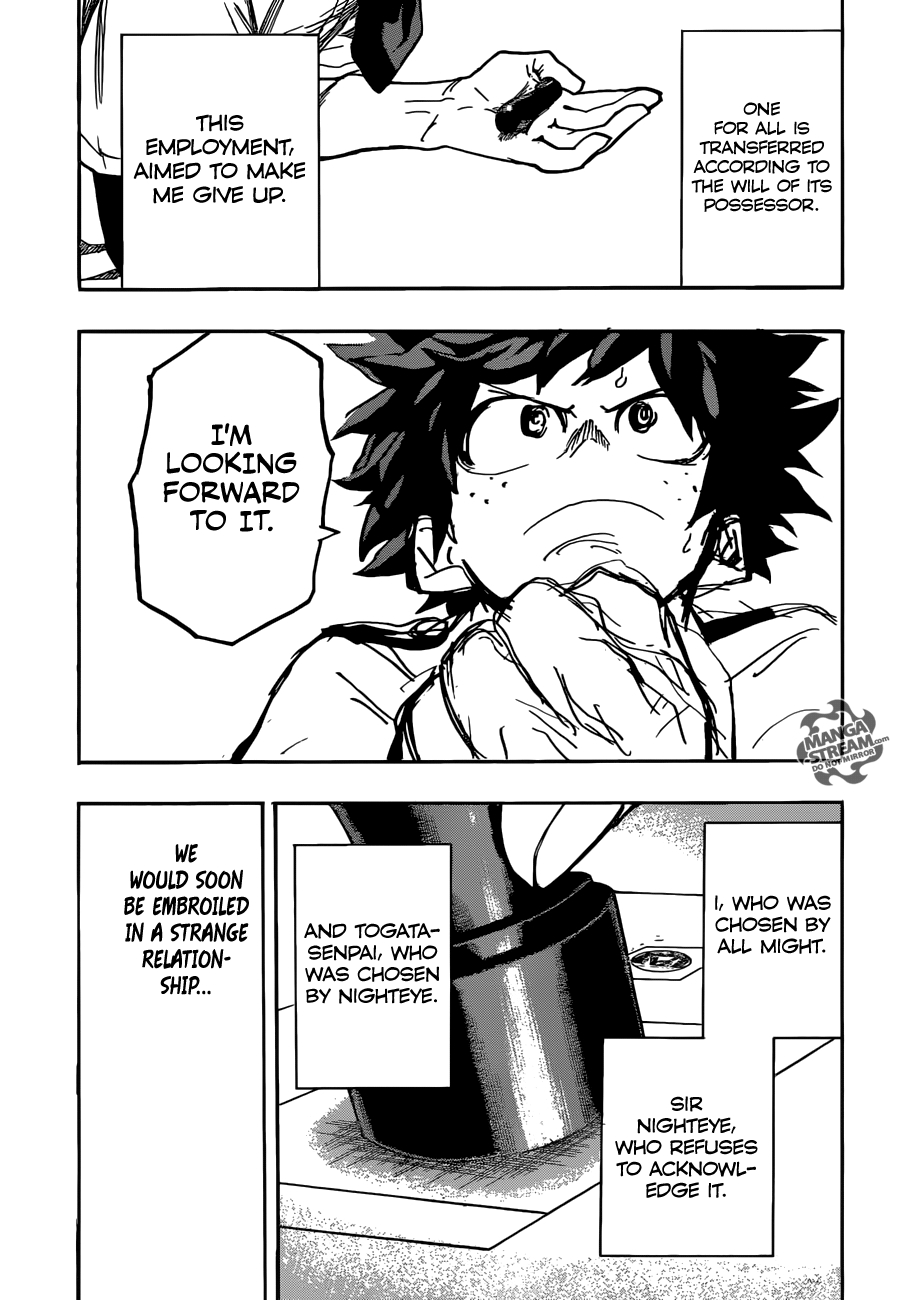 ONE
FOR ALL IS
TRANSFERRED
ACCORDING TO
THE WILL OF ITS
POSSESSOR.
THIS
EMPLOYMENT,
AIMED TO MAKE
ME GIVE UP.
I'M
LOOKING
FORWARD
TO IT.
MANGA
STREAM.com
DO NOT MIRROR
I, WHO WAS
CHOSEN BY
ALL MIGHT.
SIR
NIGHTEYE,
WHO REFUSES
TO ACKNOWL-
EDGE IT.
AND TOGATA-
SENPAI, WHO
WAS CHOSEN
BY NIGHTEYE.
WE
WOULD SOON
BE EMBROILED
IN A STRANGE
RELATION-
SHIP...